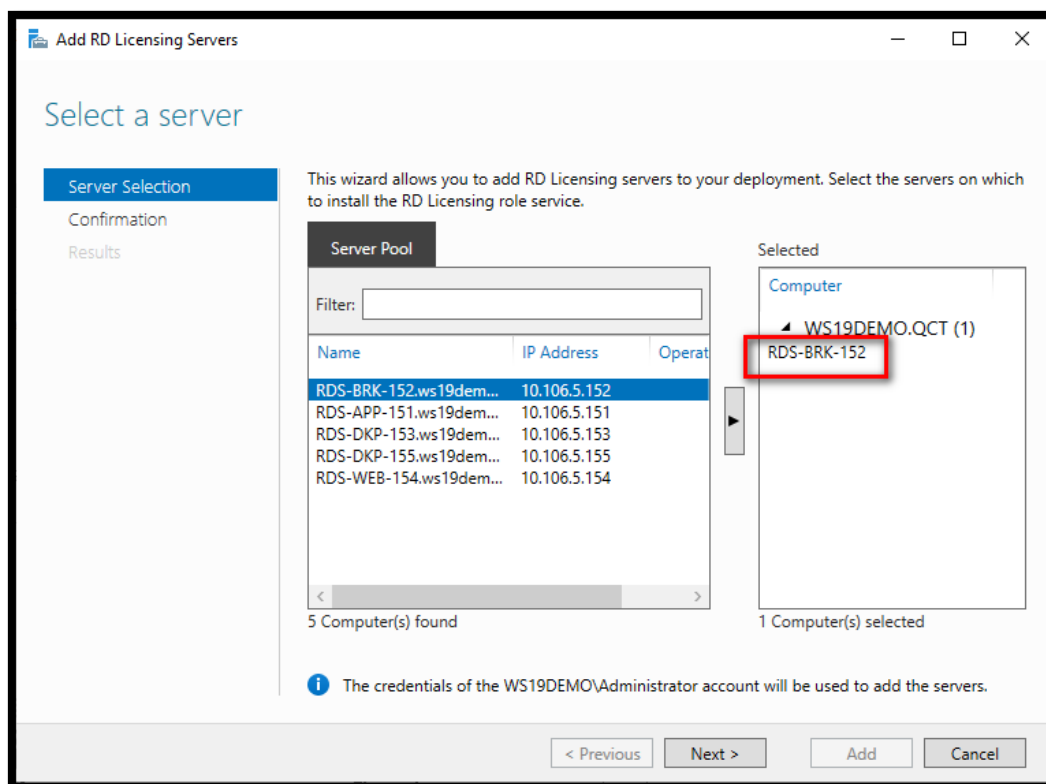 Add RD Licensing Servers
Select a server
Server Selection
Confirmation
Results
This wizard allows you to add RD Licensing servers to your deployment. Select the servers on which
to install the RD Licensing role service.
Server Pool
Filter:
Name IP Address Operat
RDS-BRK-152.ws19dem... 10.106.5.152
RDS-APP-151.ws19dem... 10.106.5.151
RDS-DKP-153.ws19dem... 10.106.5.153
RDS-DKP-155.ws19dem... 10.106.5.155
RDS-WEB-154.ws19dem... 10.106.5.154
5 Computer(s) found
Selected
Computer
WS19DEMO.QCT (1)
RDS-BRK-152
1 Computer(s) selected
The credentials of the WS19DEMO\Administrator account will be used to add the servers.
< Previous Next > Add Cancel